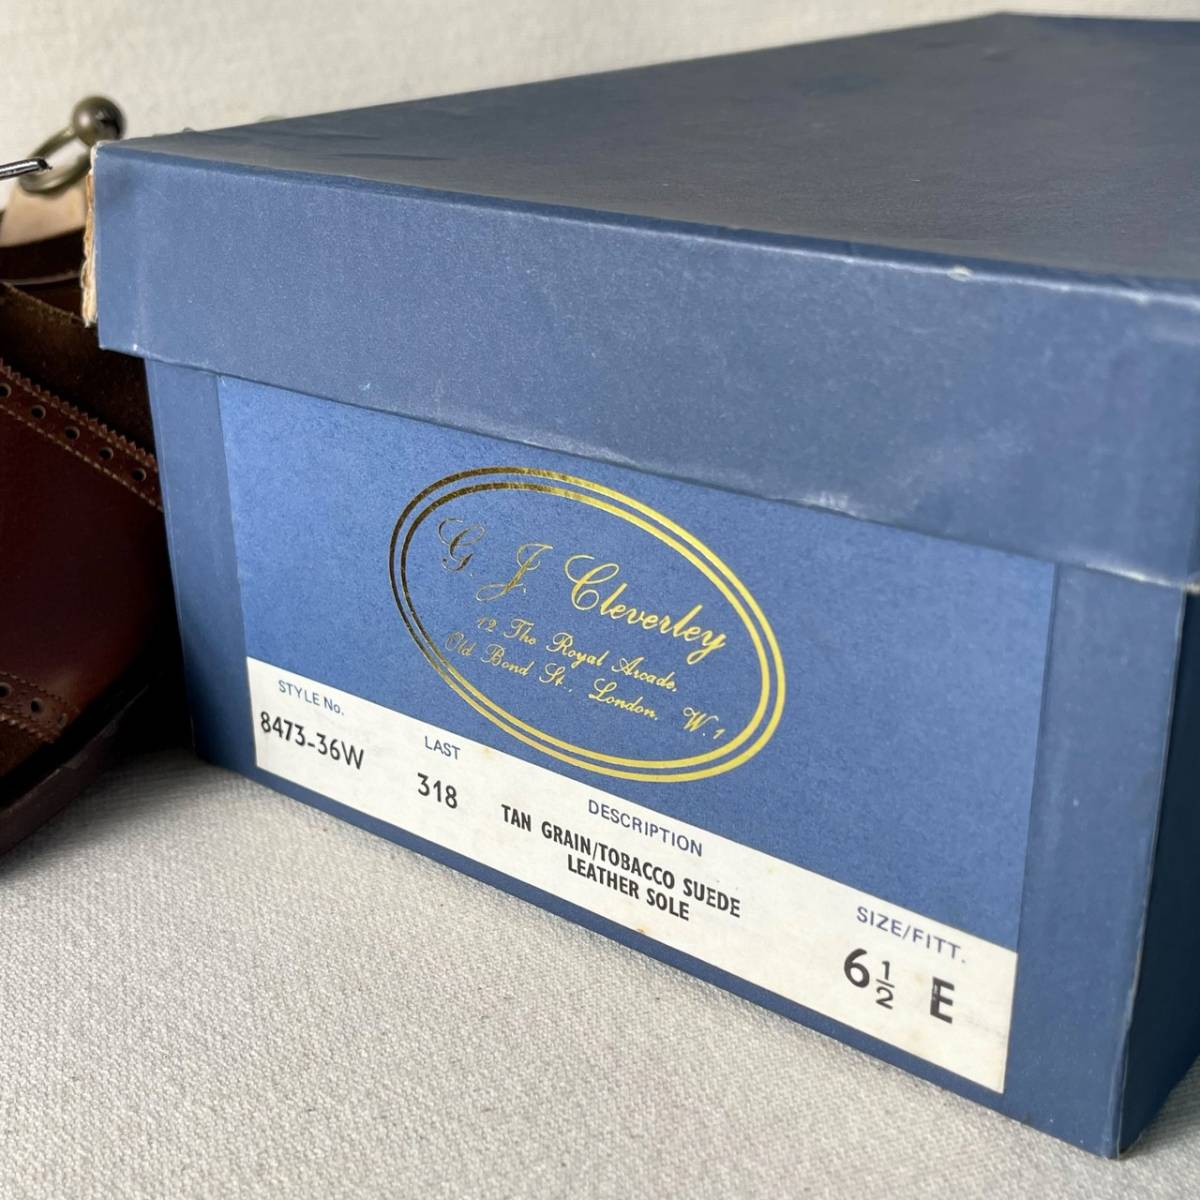 G. J. Cleverley
12 The Royal Arcade,
Old Bond St., London, W.1
STYLE No.
8473-36W
LAST
318
DESCRIPTION
TAN GRAIN/TOBACCO SUEDE
LEATHER SOLE
SIZE/FITT.
6½ E